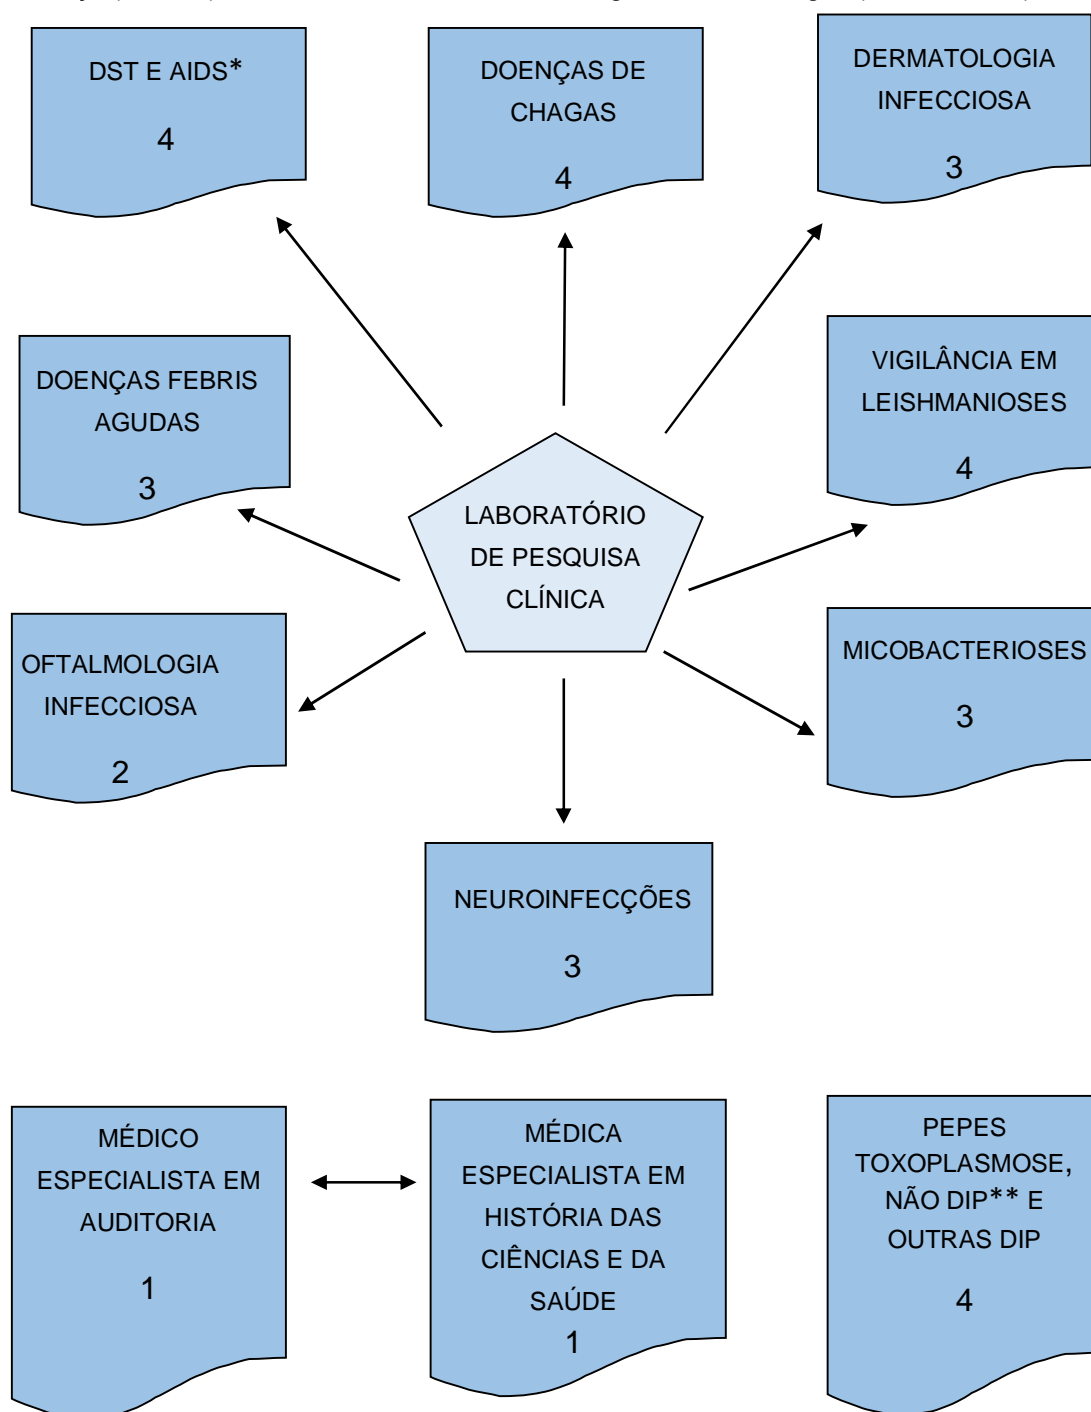 DST E AIDS*
4
DOENÇAS DE
CHAGAS
4
DERMATOLOGIA
INFECCIOSA
3
DOENÇAS FEBRIS
AGUDAS
3
VIGILÂNCIA EM
LEISHMANIOSES
4
LABORATÓRIO
DE PESQUISA
CLÍNICA
OFTALMOLOGIA
INFECCIOSA
2
MICOBACTERIOSES
3
NEUROINFECÇÕES
3
MÉDICO
ESPECIALISTA EM
AUDITORIA
1
MÉDICA
ESPECIALISTA EM
HISTÓRIA DAS
CIÊNCIAS E DA
SAÚDE
1
PEPES
TOXOPLASMOSE,
NÃO DIP** E
OUTRAS DIP
4